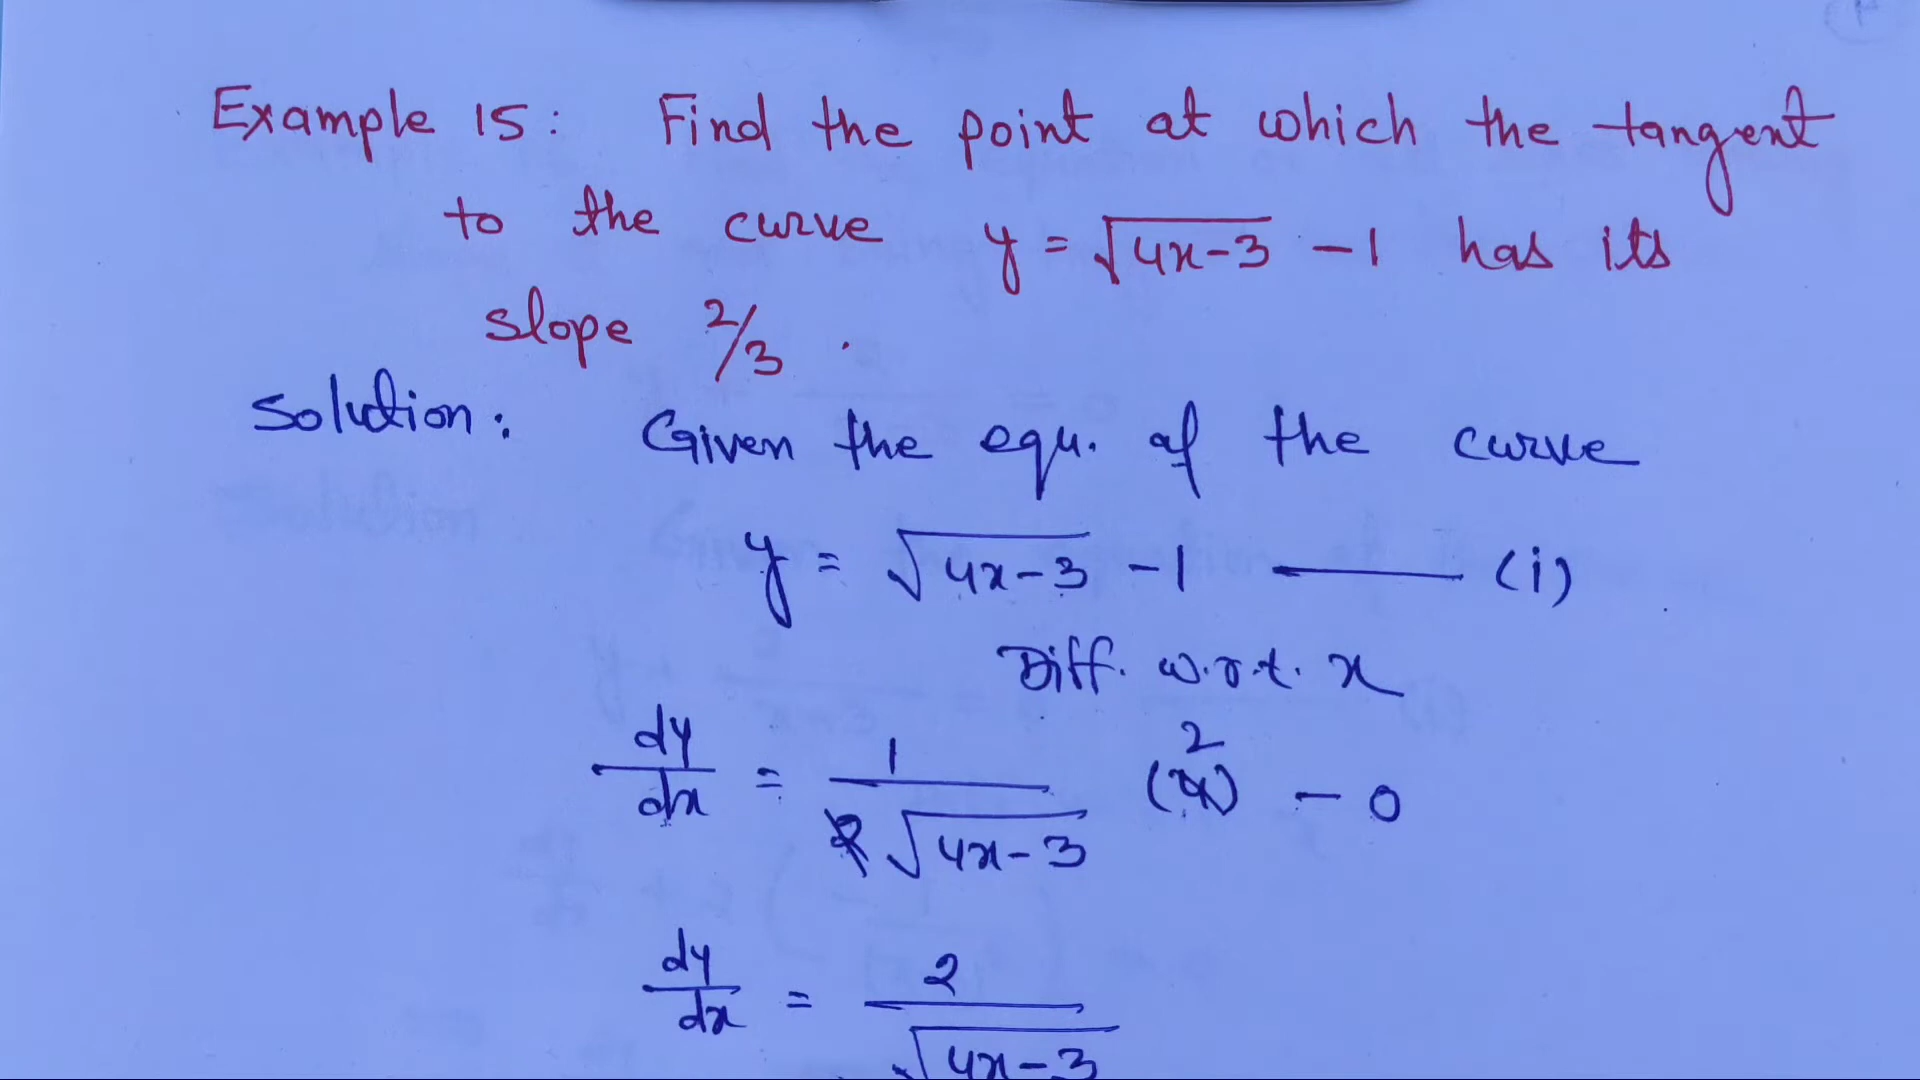 Example 15: Find the point at which the tangent
to the curve y = √4x-3 - 1 has its
slope 2/3 .
Solution: Given the equ. of the curve
y = √4x-3 - 1 ——— (i)
Diff. w.r.t. x
dy/dx = 1/2√4x-3 (4) 2 - 0
dy/dx = 2/√4x-3